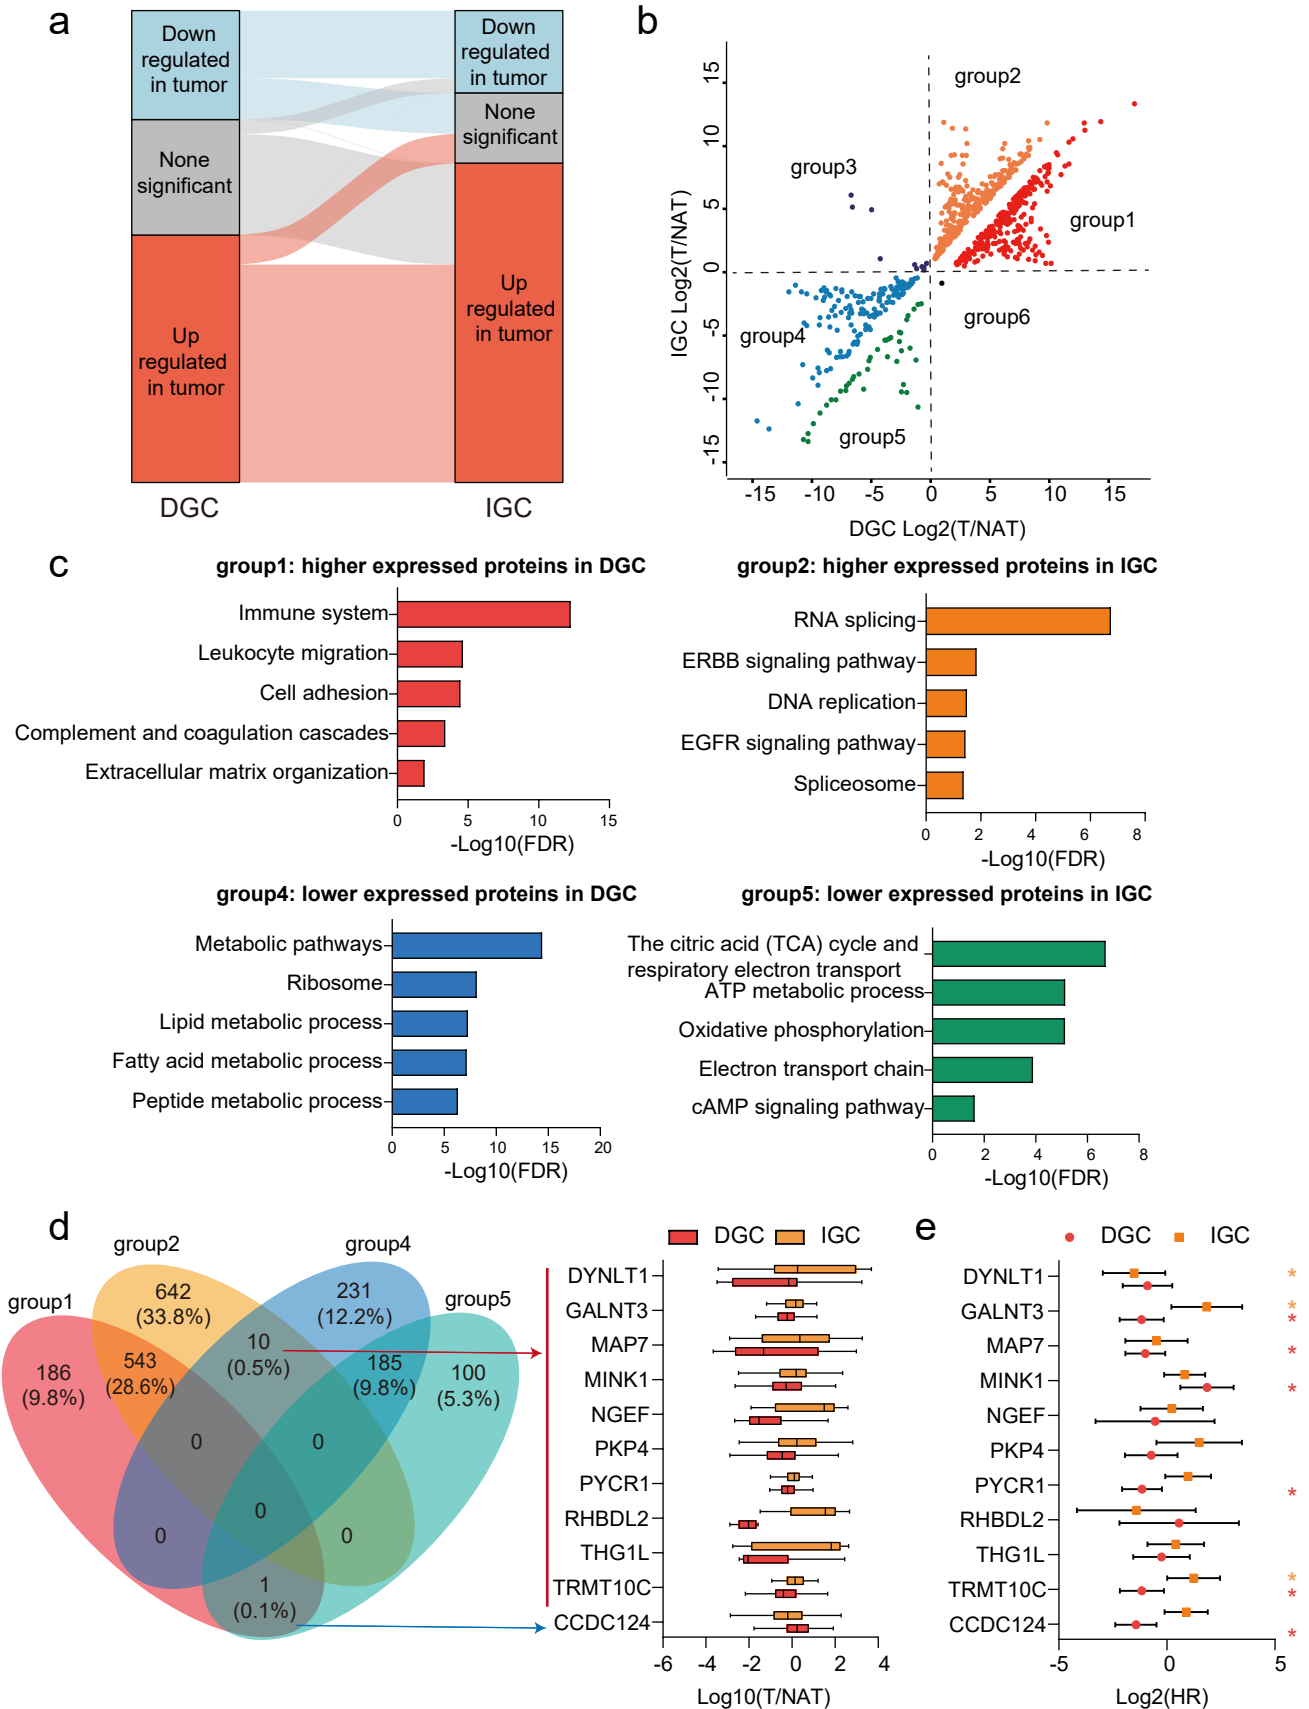 a
Down
regulated
in tumor
None
significant
Up
regulated
in tumor
DGC
Down
regulated
in tumor
None
significant
Up
regulated
in tumor
IGC
b
group2
group3
group1
group6
group4
group5
IGC Log2(T/NAT)
15
10
5
0
-5
-10
-15
-15 -10 -5 0 5 10 15
DGC Log2(T/NAT)
c
group1: higher expressed proteins in DGC
Immune system
Leukocyte migration
Cell adhesion
Complement and coagulation cascades
Extracellular matrix organization
0 5 10 15
-Log10(FDR)
group2: higher expressed proteins in IGC
RNA splicing
ERBB signaling pathway
DNA replication
EGFR signaling pathway
Spliceosome
0 2 4 6 8
-Log10(FDR)
group4: lower expressed proteins in DGC
Metabolic pathways
Ribosome
Lipid metabolic process
Fatty acid metabolic process
Peptide metabolic process
0 5 10 15 20
-Log10(FDR)
group5: lower expressed proteins in IGC
The citric acid (TCA) cycle and
respiratory electron transport
ATP metabolic process
Oxidative phosphorylation
Electron transport chain
cAMP signaling pathway
0 2 4 6 8
-Log10(FDR)
d
group1
group2
group4
group5
642
(33.8%)
231
(12.2%)
186
(9.8%)
543
(28.6%)
10
(0.5%)
185
(9.8%)
100
(5.3%)
0
0
0
0
0
1
(0.1%)
DGC IGC
DYNLT1
GALNT3
MAP7
MINK1
NGEF
PKP4
PYCR1
RHBDL2
THG1L
TRMT10C
CCDC124
-6 -4 -2 0 2 4
Log10(T/NAT)
e
DGC IGC
DYNLT1 *
GALNT3 * *
MAP7 *
MINK1 *
NGEF
PKP4
PYCR1 *
RHBDL2
THG1L
TRMT10C * *
CCDC124 *
-5 0 5
Log2(HR)